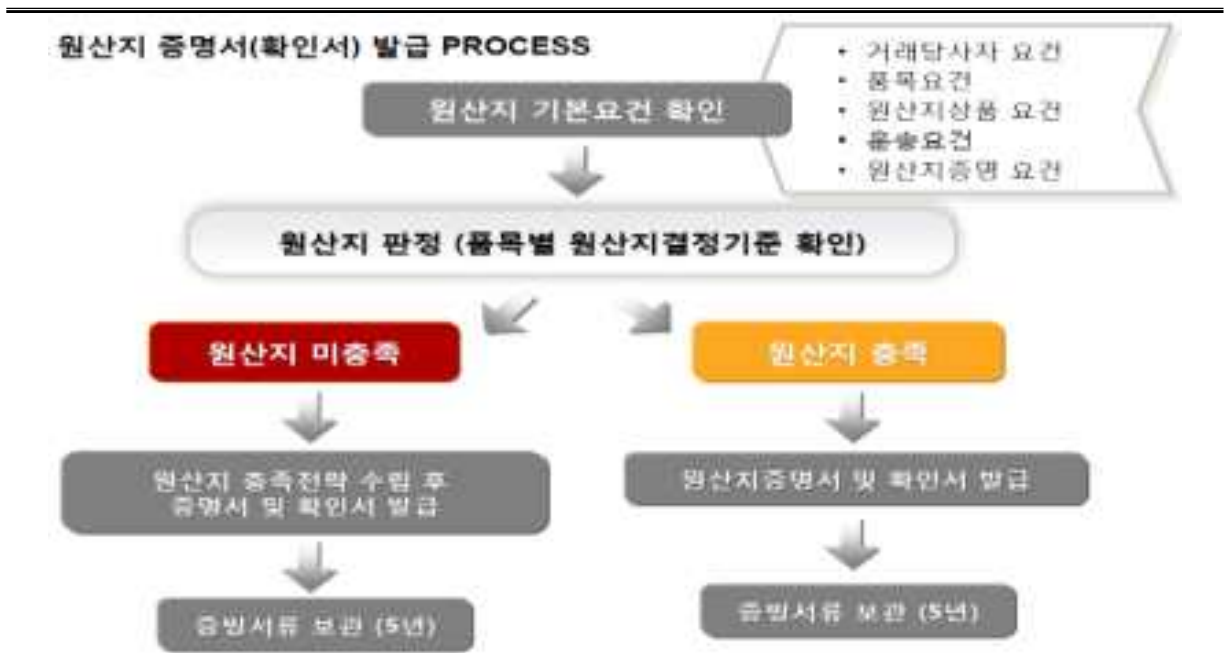 원산지 증명서(확인서) 발급 PROCESS
원산지 기본요건 확인
• 거래당사자 요건
• 품목요건
• 원산지상품 요건
• 운송요건
• 원산지증명 요건
원산지 판정 (품목별 원산지결정기준 확인)
원산지 미충족
원산지 충족
원산지 충족전략 수립 후
증명서 및 확인서 발급
원산지증명서 및 확인서 발급
증빙서류 보관 (5년)
증빙서류 보관 (5년)